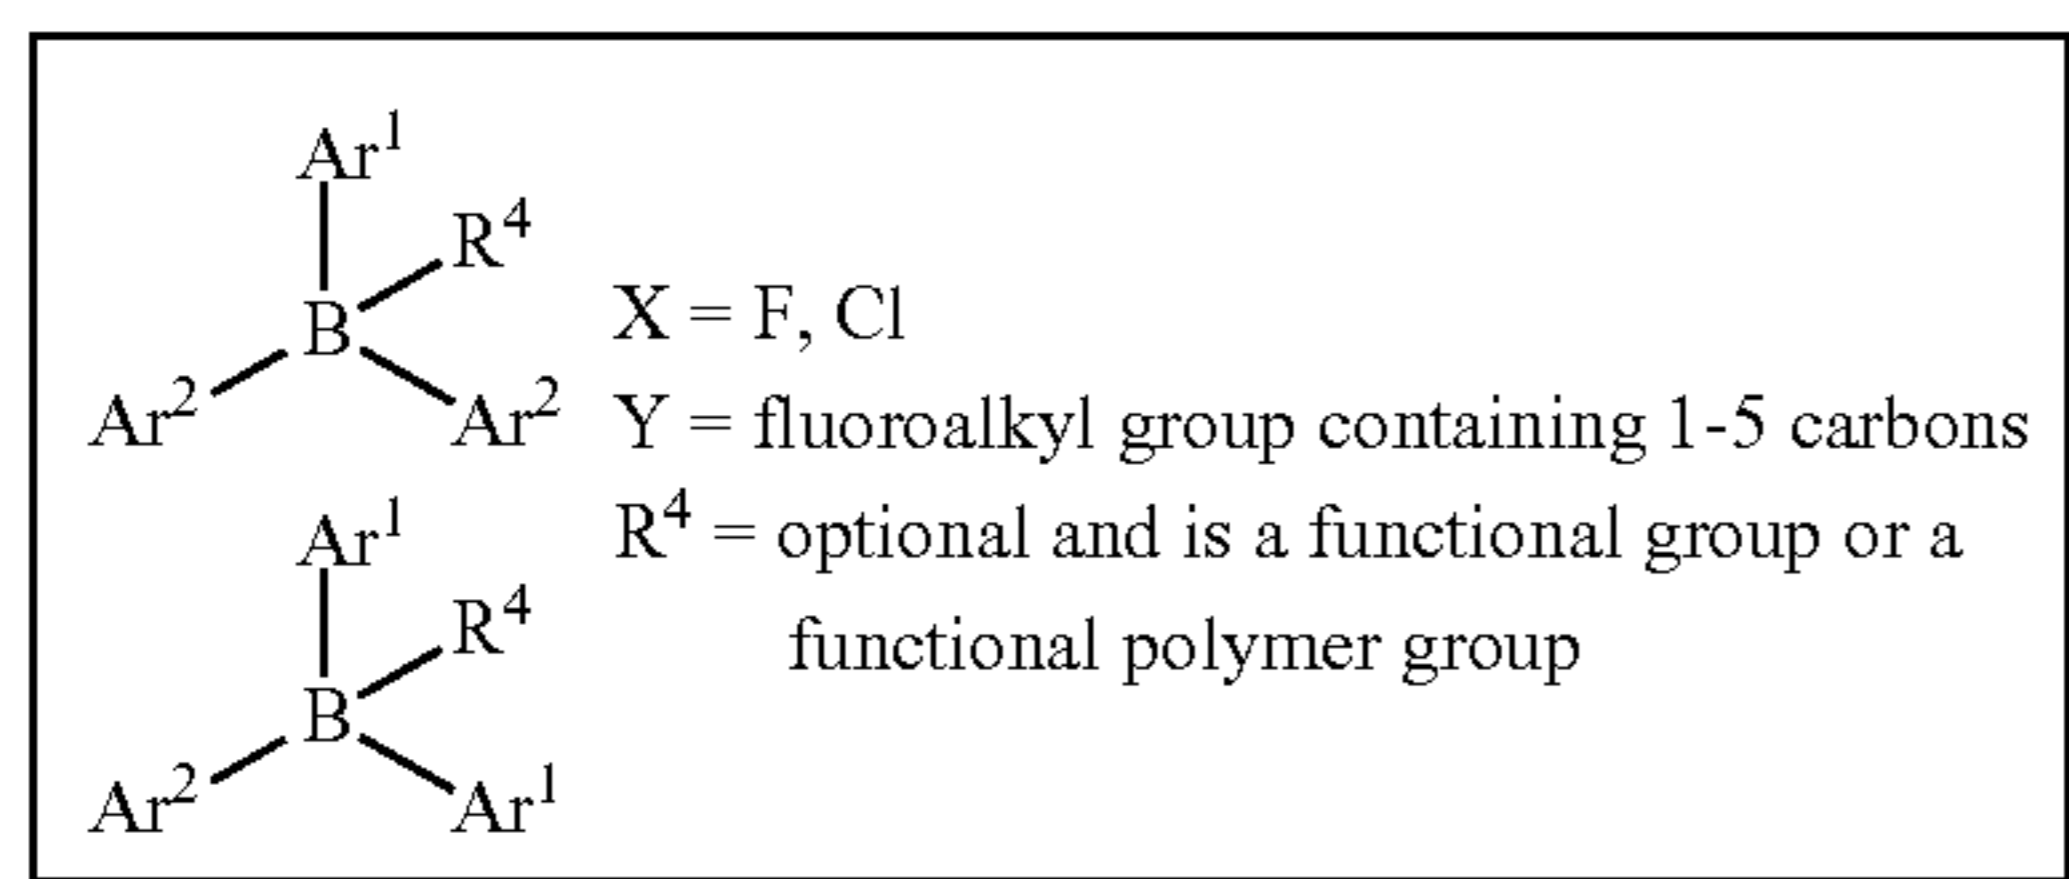 Ar¹
R⁴
B
Ar² Ar²
X = F, Cl
Y = fluoroalkyl group containing 1-5 carbons
R⁴ = optional and is a functional group or a
functional polymer group
Ar¹
R⁴
B
Ar² Ar¹